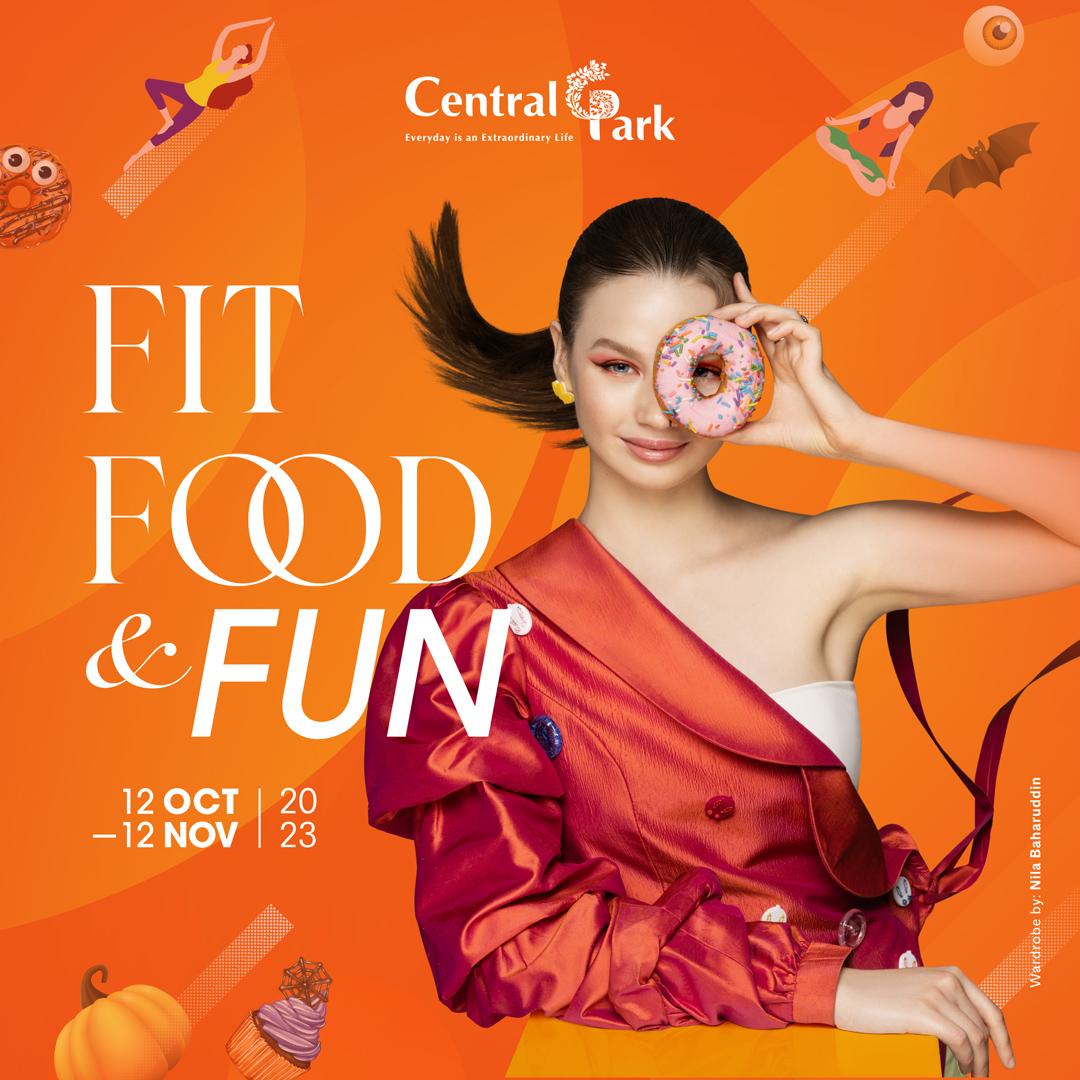 Central Park
Everyday is an Extraordinary Life
FIT
FOOD
& FUN
12 OCT | 20
—12 NOV | 23
Wardrobe by: Nila Baharuddin